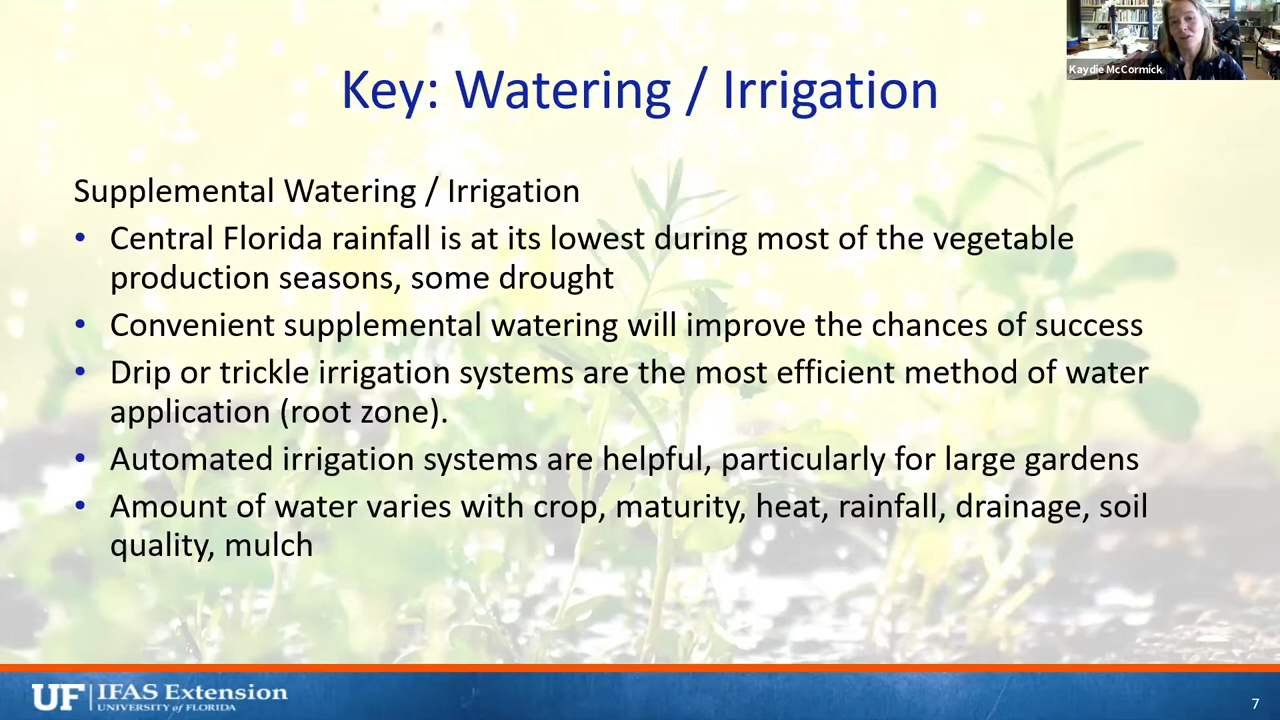 Kaydie McCormick
Key: Watering / Irrigation
Supplemental Watering / Irrigation
• Central Florida rainfall is at its lowest during most of the vegetable
production seasons, some drought
• Convenient supplemental watering will improve the chances of success
• Drip or trickle irrigation systems are the most efficient method of water
application (root zone).
• Automated irrigation systems are helpful, particularly for large gardens
• Amount of water varies with crop, maturity, heat, rainfall, drainage, soil
quality, mulch
UF IFAS Extension
UNIVERSITY of FLORIDA
7